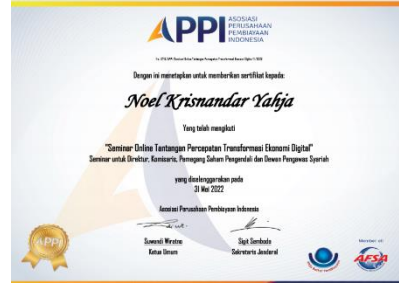 APPI ASOSIASI
PERUSAHAAN
PEMBIAYAAN
INDONESIA
Dengan ini menetapkan untuk memberikan sertifikat kepada:
Noel Krisnandar Yahja
Yang telah mengikuti
"Seminar Online Tantangan Percepatan Transformasi Ekonomi Digital"
Seminar untuk Direktur, Komisaris, Pemegang Saham Pengendali dan Dewan Pengawas Syariah
yang diselenggarakan pada
31 Mei 2022
Asosiasi Perusahaan Pembiayaan Indonesia
Suwandi Wiratno
Ketua Umum
Sigit Sembodo
Sekretaris Jenderal
APPI
Member of:
AFSA